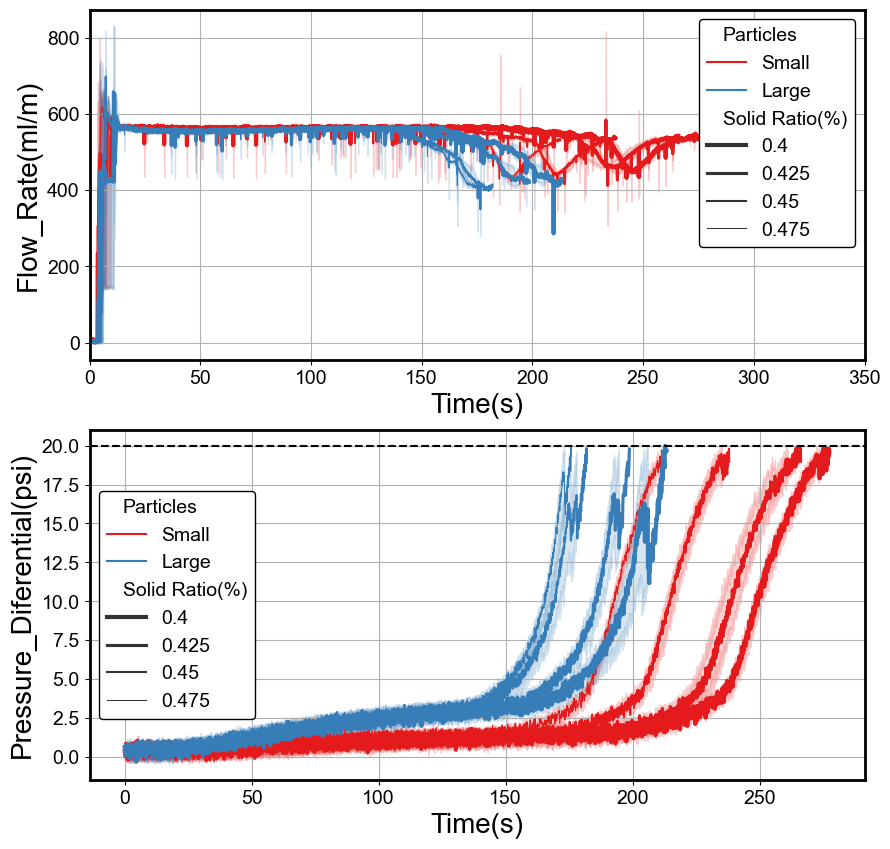 800
600
400
200
0
Flow_Rate(ml/m)
Particles
Small
Large
Solid Ratio(%)
0.4
0.425
0.45
0.475
0 50 100 150 200 250 300 350
Time(s)
20.0
17.5
15.0
12.5
10.0
7.5
5.0
2.5
0.0
Pressure_Diferential(psi)
Particles
Small
Large
Solid Ratio(%)
0.4
0.425
0.45
0.475
0 50 100 150 200 250
Time(s)